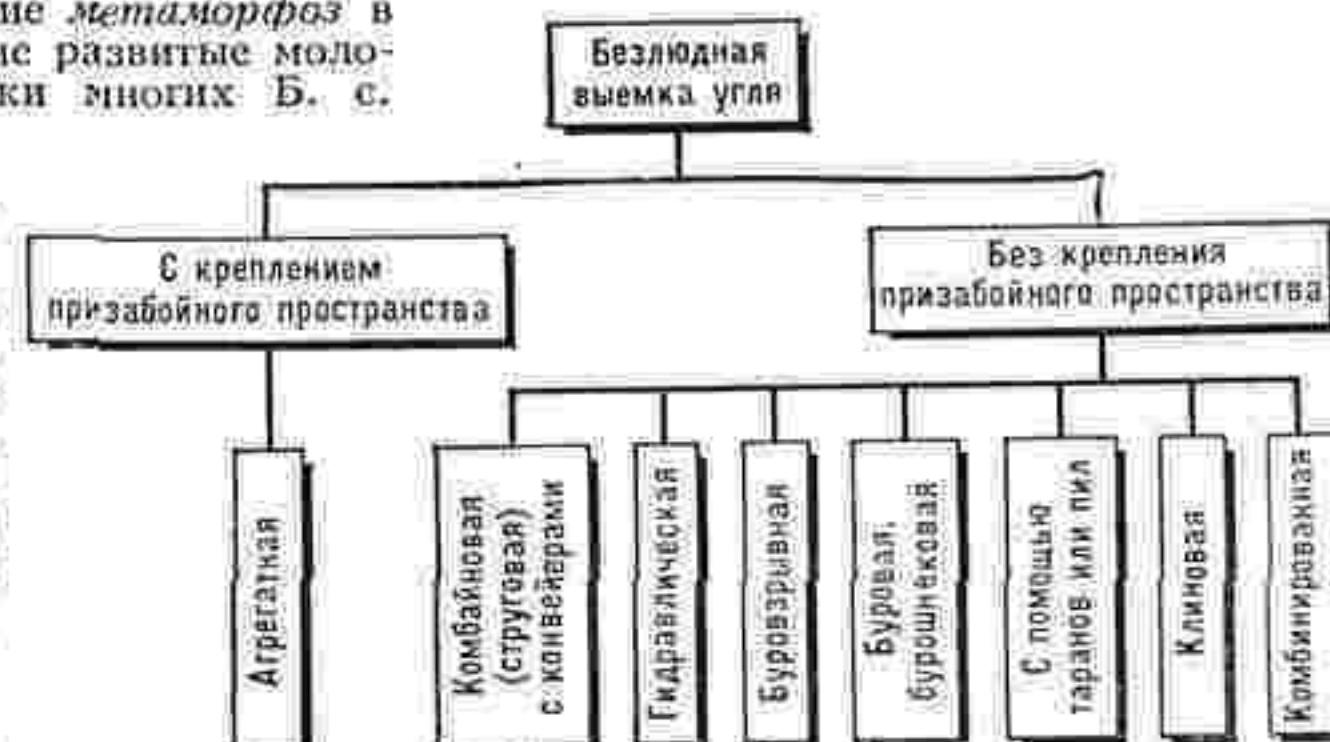 ие метаморфоз в
ие развитые моло-
ки многих Б. с.
Безлюдная
выемка угля
С креплением
призабойного пространства
Без крепления
призабойного пространства
Агрегатная
Комбайновая
(струговая)
с конвейерами
Гидравлическая
Буровзрывная
Буровая,
бурошнековая
С помощью
таранов или пил
Клиновая
Комбинированная